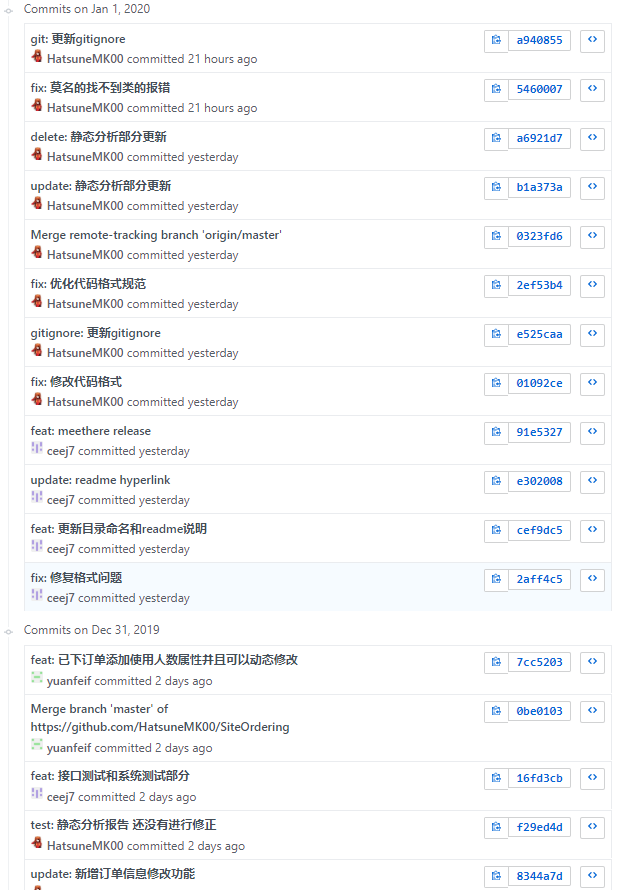 Commits on Jan 1, 2020
git: 更新gitignore
a940855
HatsuneMK00 committed 21 hours ago
fix: 莫名的找不到类的报错
5460007
HatsuneMK00 committed 21 hours ago
delete: 静态分析部分更新
a6921d7
HatsuneMK00 committed yesterday
update: 静态分析部分更新
b1a373a
HatsuneMK00 committed yesterday
Merge remote-tracking branch 'origin/master'
0323fd6
HatsuneMK00 committed yesterday
fix: 优化代码格式规范
2ef53b4
HatsuneMK00 committed yesterday
gitignore: 更新gitignore
e525caa
HatsuneMK00 committed yesterday
fix: 修改代码格式
01092ce
HatsuneMK00 committed yesterday
feat: meethere release
91e5327
ceej7 committed yesterday
update: readme hyperlink
e302008
ceej7 committed yesterday
feat: 更新目录命名和readme说明
cef9dc5
ceej7 committed yesterday
fix: 修复格式问题
2aff4c5
ceej7 committed yesterday
Commits on Dec 31, 2019
feat: 已下订单添加使用人数属性并且可以动态修改
7cc5203
yuanfeif committed 2 days ago
Merge branch 'master' of
0be0103
https://github.com/HatsuneMK00/SiteOrdering
yuanfeif committed 2 days ago
feat: 接口测试和系统测试部分
16fd3cb
ceej7 committed 2 days ago
test: 静态分析报告 还没有进行修正
f29ed4d
HatsuneMK00 committed 2 days ago
update: 新增订单信息修改功能
8344a7d